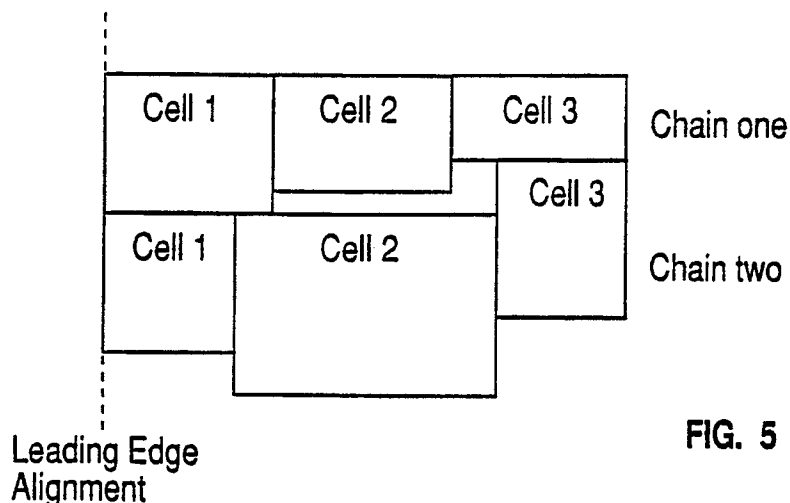 Cell 1
Cell 2
Cell 3
Chain one
Cell 1
Cell 2
Cell 3
Chain two
FIG. 5
Leading Edge
Alignment